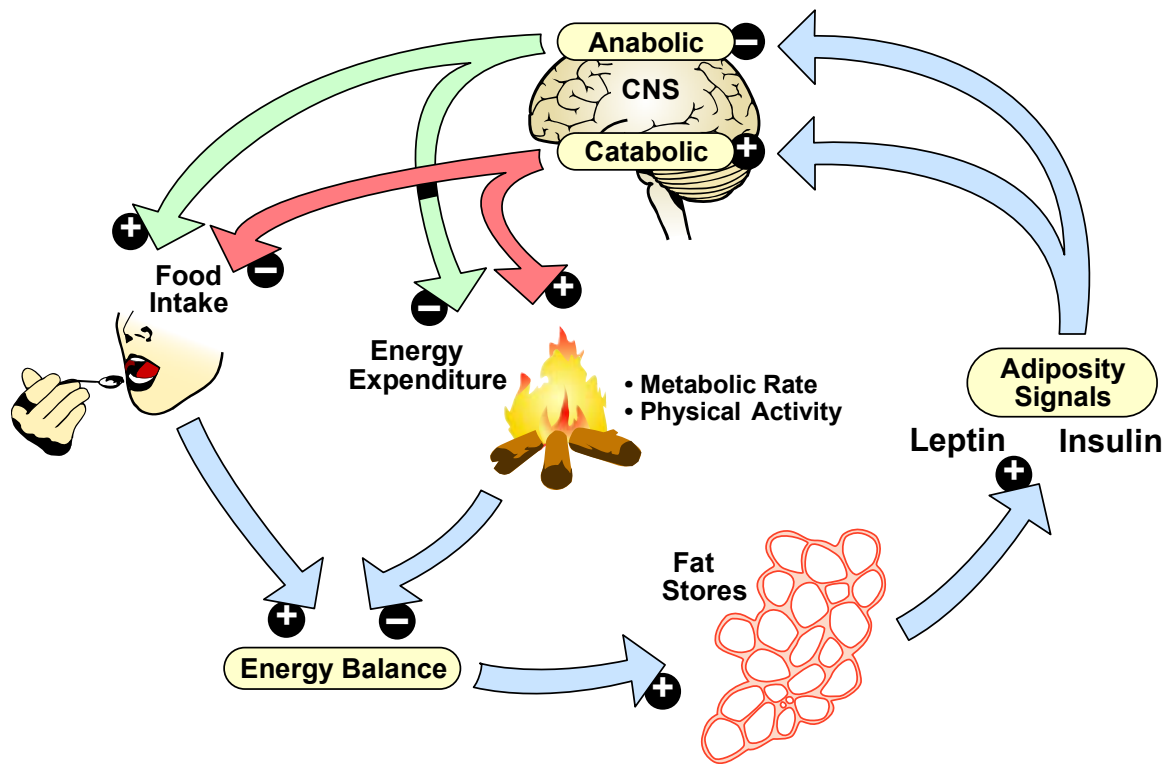 Anabolic
−
CNS
Catabolic
+
+
Food
Intake
−
−
+
Energy
Expenditure
• Metabolic Rate
• Physical Activity
Adiposity
Signals
Leptin
Insulin
+
Fat
Stores
+
−
Energy Balance
+